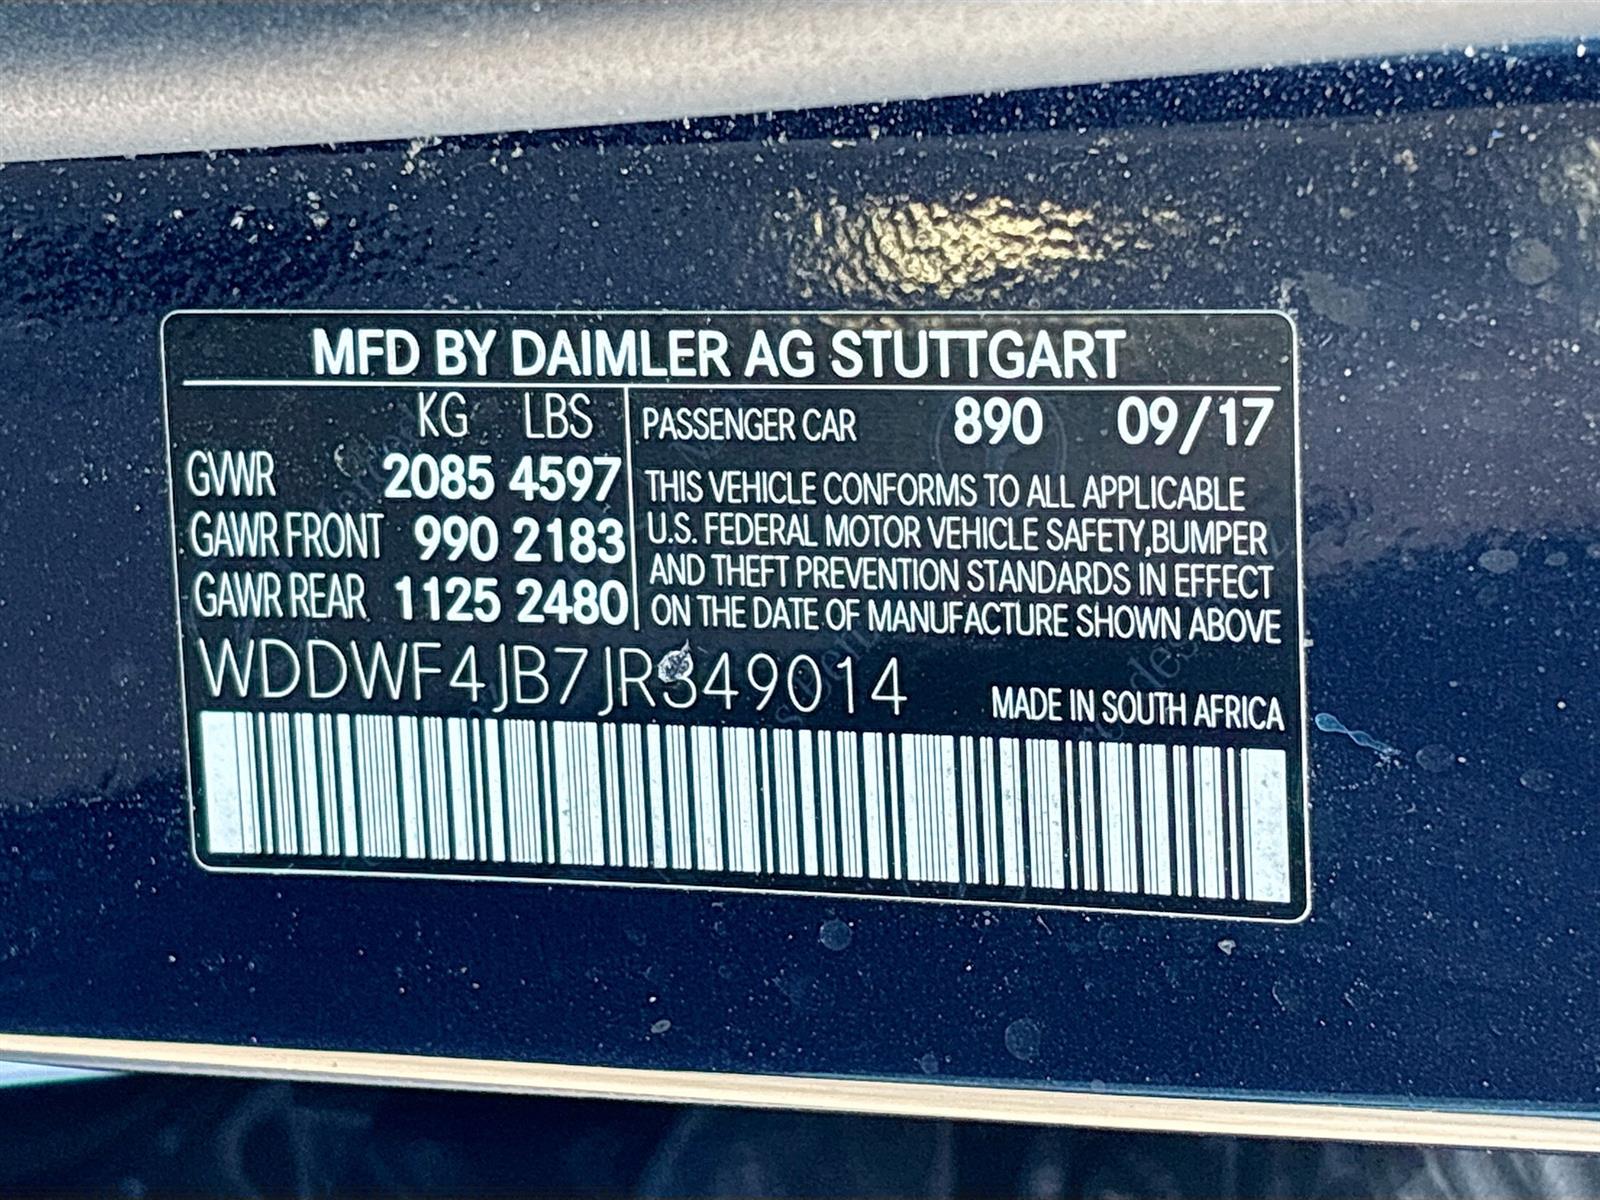 MFD BY DAIMLER AG STUTTGART
KG LBS
GVWR 2085 4597
GAWR FRONT 990 2183
GAWR REAR 1125 2480
PASSENGER CAR 890 09/17
THIS VEHICLE CONFORMS TO ALL APPLICABLE
U.S. FEDERAL MOTOR VEHICLE SAFETY,BUMPER
AND THEFT PREVENTION STANDARDS IN EFFECT
ON THE DATE OF MANUFACTURE SHOWN ABOVE
WDDWF4JB7JR349014
MADE IN SOUTH AFRICA